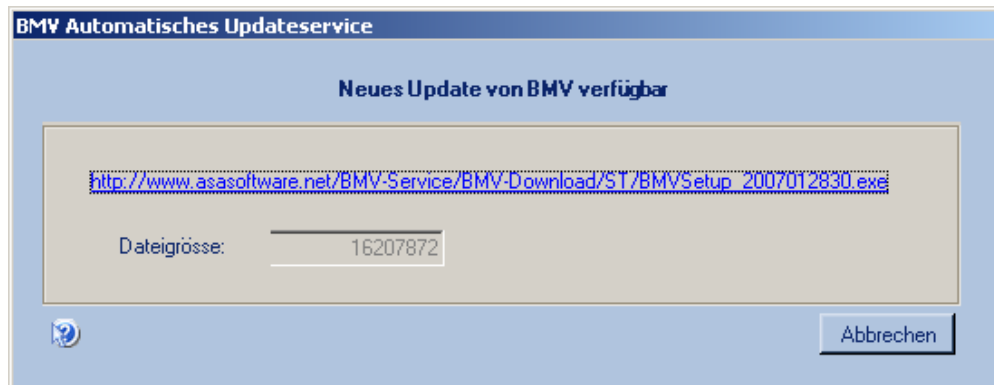 BMV Automatisches Updateservice
Neues Update von BMV verfügbar
http://www.asasoftware.net/BMV-Service/BMV-Download/ST/BMVSetup_2007012830.exe
Dateigrösse: 16207872
Abbrechen